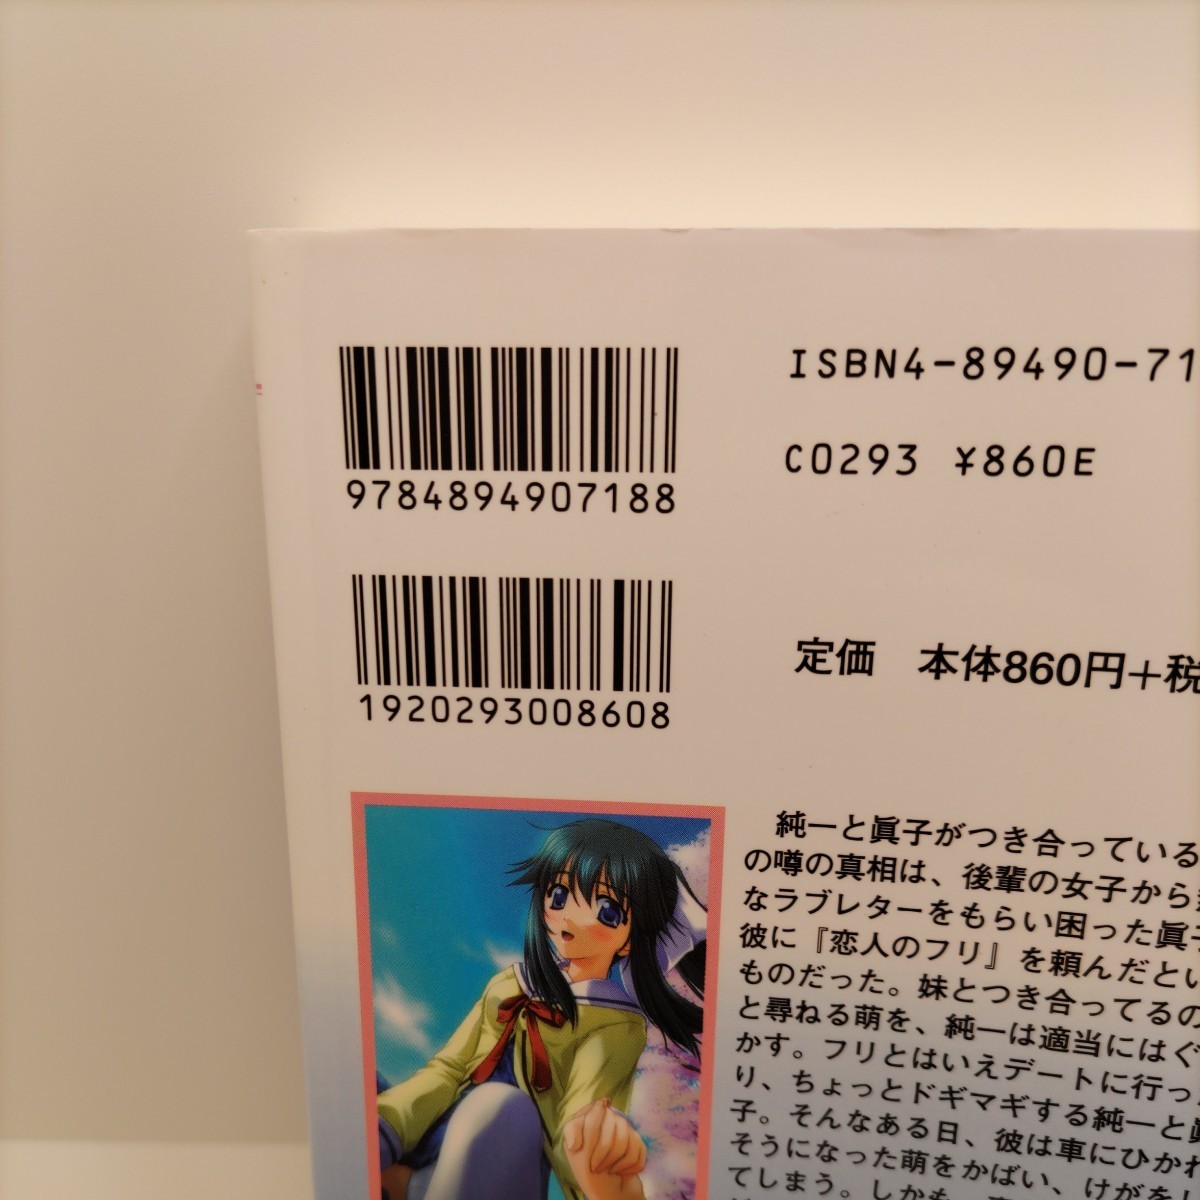 9784894907188
ISBN4-89490-71
C0293 ¥860E
1920293008608
定価 本体860円+税
純一と眞子がつき合っている
の噂の真相は、後輩の女子から
なラブレターをもらい困った眞子
彼に『恋人のフリ』を頼んだとい
ものだった。妹とつき合ってるの
と尋ねる萌を、純一は適当にはぐ
かす。フリとはいえデートに行った
り、ちょっとドギマギする純一と眞
子。そんなある日、彼は車にひかれ
そうになった萌をかばい、けがをし
てしまう。しかも